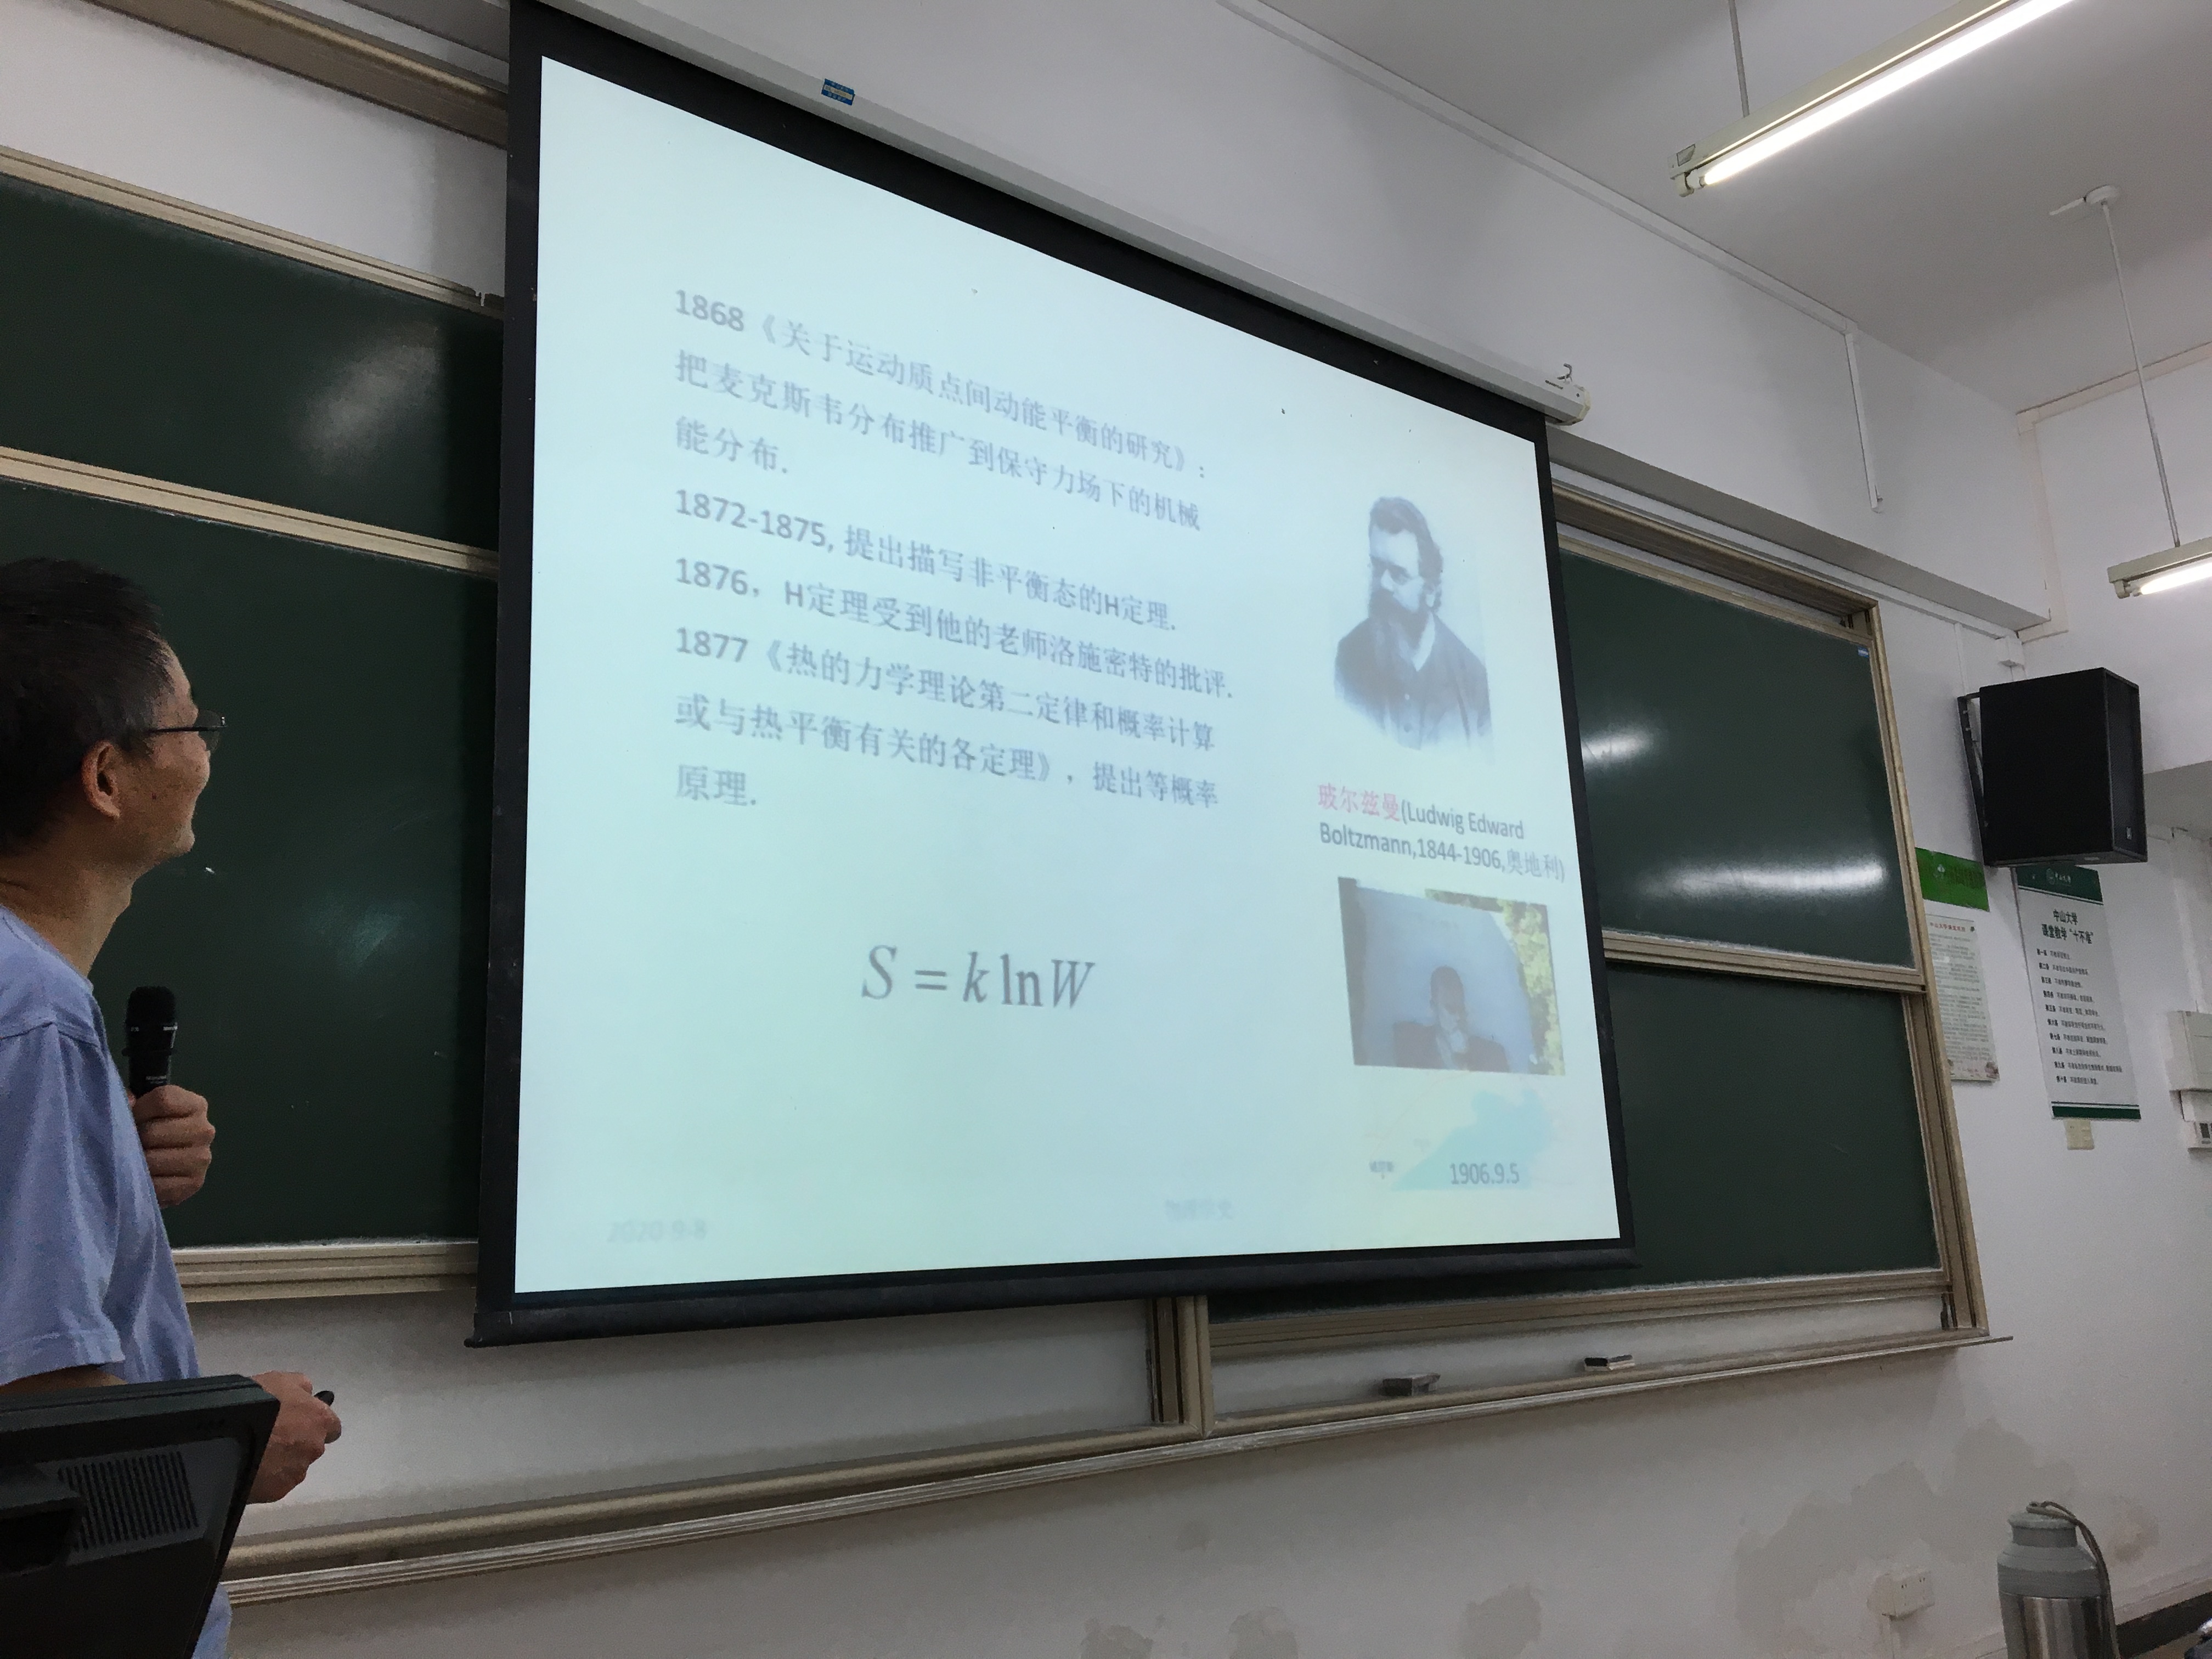 1868《关于运动质点间动能平衡的研究》:
把麦克斯韦分布推广到保守力场下的机械
能分布.
1872-1875, 提出描写非平衡态的H定理.
1876, H定理受到他的老师洛施密特的批评.
1877《热的力学理论第二定律和概率计算
或与热平衡有关的各定理》, 提出等概率
原理.
S = k lnW
玻尔兹曼(Ludwig Edward
Boltzmann,1844-1906,奥地利)
1906.9.5
2020-9-8
中山大学
课堂教学“十不准”